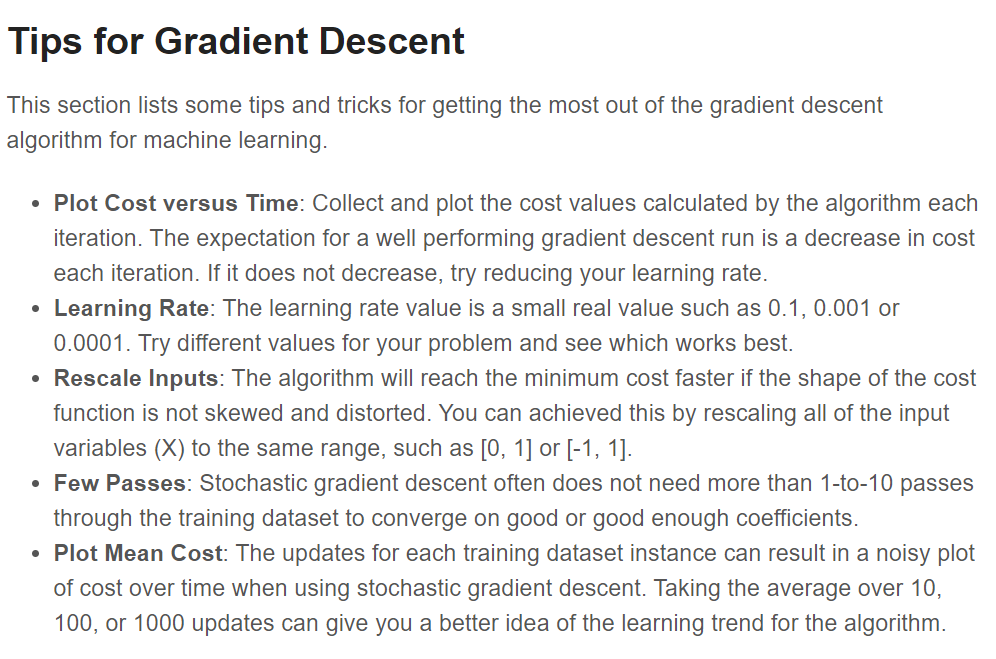 Tips for Gradient Descent
This section lists some tips and tricks for getting the most out of the gradient descent
algorithm for machine learning.
• Plot Cost versus Time: Collect and plot the cost values calculated by the algorithm each
iteration. The expectation for a well performing gradient descent run is a decrease in cost
each iteration. If it does not decrease, try reducing your learning rate.
• Learning Rate: The learning rate value is a small real value such as 0.1, 0.001 or
0.0001. Try different values for your problem and see which works best.
• Rescale Inputs: The algorithm will reach the minimum cost faster if the shape of the cost
function is not skewed and distorted. You can achieved this by rescaling all of the input
variables (X) to the same range, such as [0, 1] or [-1, 1].
• Few Passes: Stochastic gradient descent often does not need more than 1-to-10 passes
through the training dataset to converge on good or good enough coefficients.
• Plot Mean Cost: The updates for each training dataset instance can result in a noisy plot
of cost over time when using stochastic gradient descent. Taking the average over 10,
100, or 1000 updates can give you a better idea of the learning trend for the algorithm.